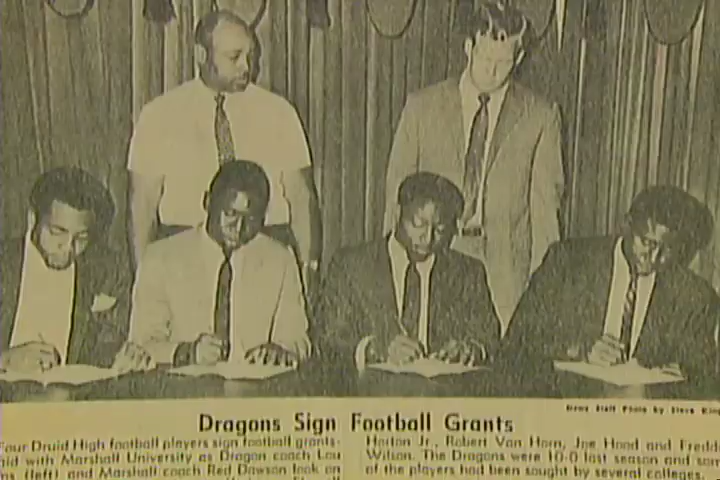 News Staff Photo by Steve King
Dragons Sign Football Grants
Four Druid High football players sign football grants-
aid with Marshall University as Dragon coach Lou
ns (left) and Marshall coach Red Dawson look on
Horton Jr., Robert Van Horn, Joe Hood and Fredd
Wilson. The Dragons were 10-0 last season and som
of the players had been sought by several colleges.